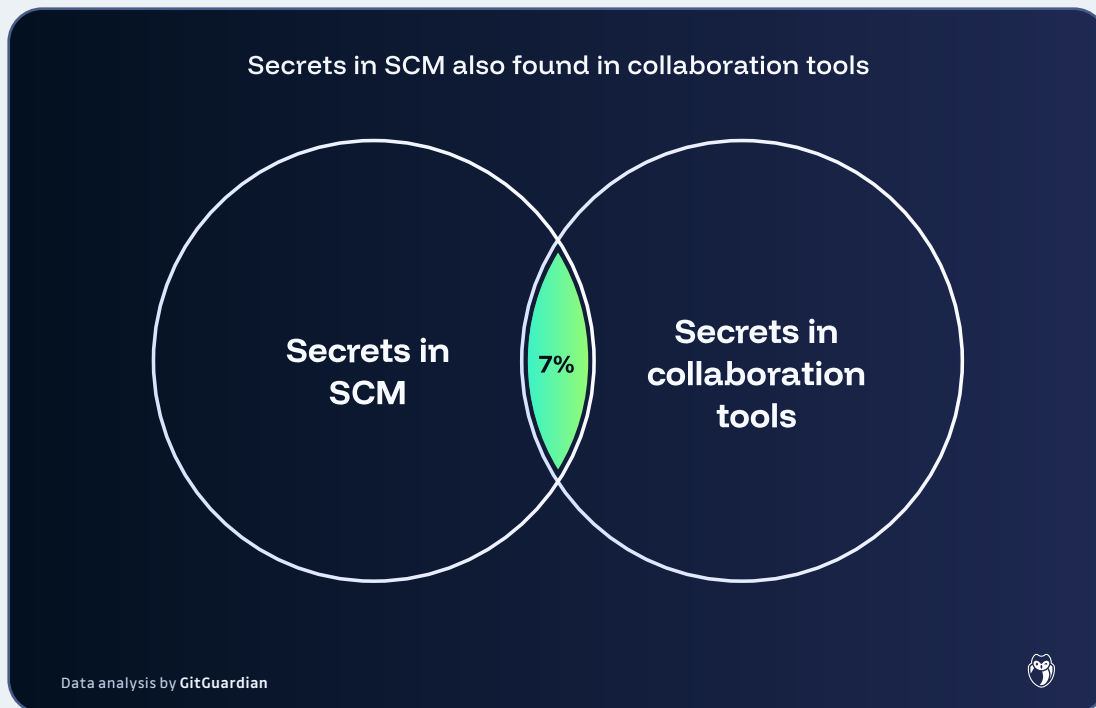 Secrets in SCM also found in collaboration tools
Secrets in
SCM
7%
Secrets in
collaboration
tools
Data analysis by GitGuardian